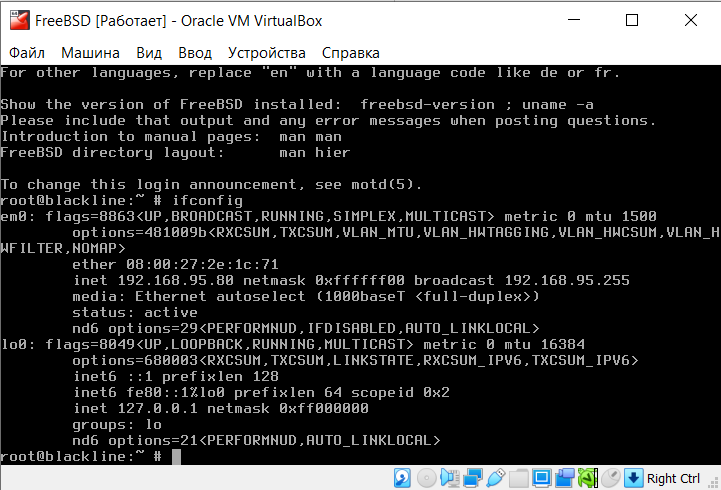 FreeBSD [Работает] - Oracle VM VirtualBox
Файл Машина Вид Ввод Устройства Справка
For other languages, replace "en" with a language code like de or fr.
Show the version of FreeBSD installed:  freebsd-version ; uname -a
Please include that output and any error messages when posting questions.
Introduction to manual pages:  man man
FreeBSD directory layout:      man hier
To change this login announcement, see motd(5).
root@blackline:~ # ifconfig
em0: flags=8863<UP,BROADCAST,RUNNING,SIMPLEX,MULTICAST> metric 0 mtu 1500
options=481009b<RXCSUM,TXCSUM,VLAN_MTU,VLAN_HWTAGGING,VLAN_HWCSUM,VLAN_H
WFILTER,NOMAP>
ether 08:00:27:2e:1c:71
inet 192.168.95.80 netmask 0xffffff00 broadcast 192.168.95.255
media: Ethernet autoselect (1000baseT <full-duplex>)
status: active
nd6 options=29<PERFORMNUD,IFDISABLED,AUTO_LINKLOCAL>
lo0: flags=8049<UP,LOOPBACK,RUNNING,MULTICAST> metric 0 mtu 16384
options=680003<RXCSUM,TXCSUM,LINKSTATE,RXCSUM_IPV6,TXCSUM_IPV6>
inet6 ::1 prefixlen 128
inet6 fe80::1%lo0 prefixlen 64 scopeid 0x2
inet 127.0.0.1 netmask 0xff000000
groups: lo
nd6 options=21<PERFORMNUD,AUTO_LINKLOCAL>
root@blackline:~ #
Right Ctrl